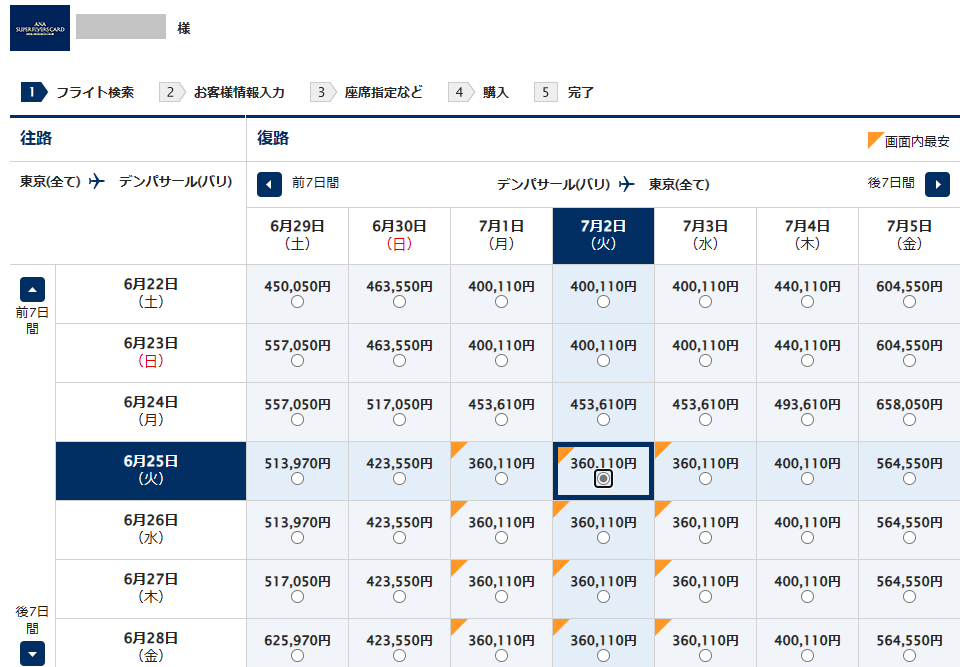 ANA
SUPER FLYERS CARD
様
1 フライト検索 2 お客様情報入力 3 座席指定など 4 購入 5 完了
往路 復路 画面内最安
東京(全て) デンパサール(バリ) 前7日間 デンパサール(バリ) 東京(全て) 後7日間
6月29日 6月30日 7月1日 7月2日 7月3日 7月4日 7月5日
(土) (日) (月) (火) (水) (木) (金)
前7日間
6月22日 450,050円 463,550円 400,110円 400,110円 400,110円 440,110円 604,550円
(土)
6月23日 557,050円 463,550円 400,110円 400,110円 400,110円 440,110円 604,550円
(日)
6月24日 557,050円 517,050円 453,610円 453,610円 453,610円 493,610円 658,050円
(月)
6月25日 513,970円 423,550円 360,110円 360,110円 360,110円 400,110円 564,550円
(火)
6月26日 513,970円 423,550円 360,110円 360,110円 360,110円 400,110円 564,550円
(水)
6月27日 517,050円 423,550円 360,110円 360,110円 360,110円 400,110円 564,550円
(木)
後7日間
6月28日 625,970円 423,550円 360,110円 360,110円 360,110円 400,110円 564,550円
(金)